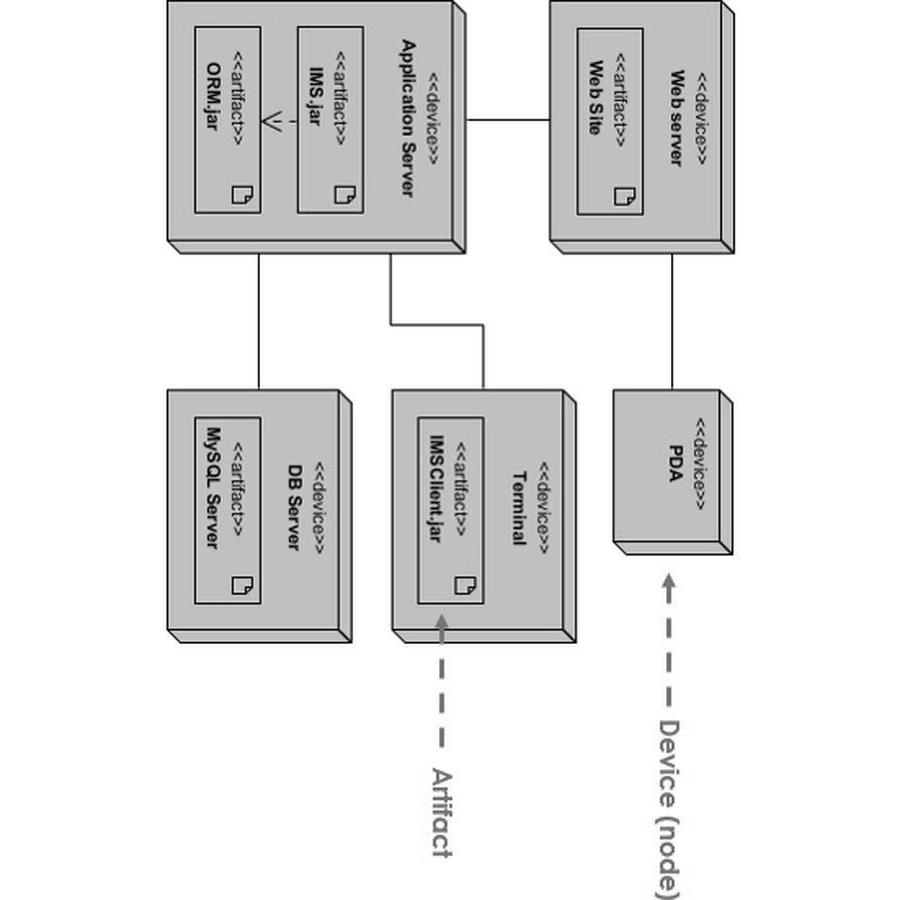 <<device>>
Web server
<<artifact>>
Web Site
<<device>>
PDA
Device (node)
<<device>>
Application Server
<<artifact>>
IMS.jar
<<artifact>>
ORM.jar
<<device>>
Terminal
<<artifact>>
IMSClient.jar
Artifact
<<device>>
DB Server
<<artifact>>
MySQL Server